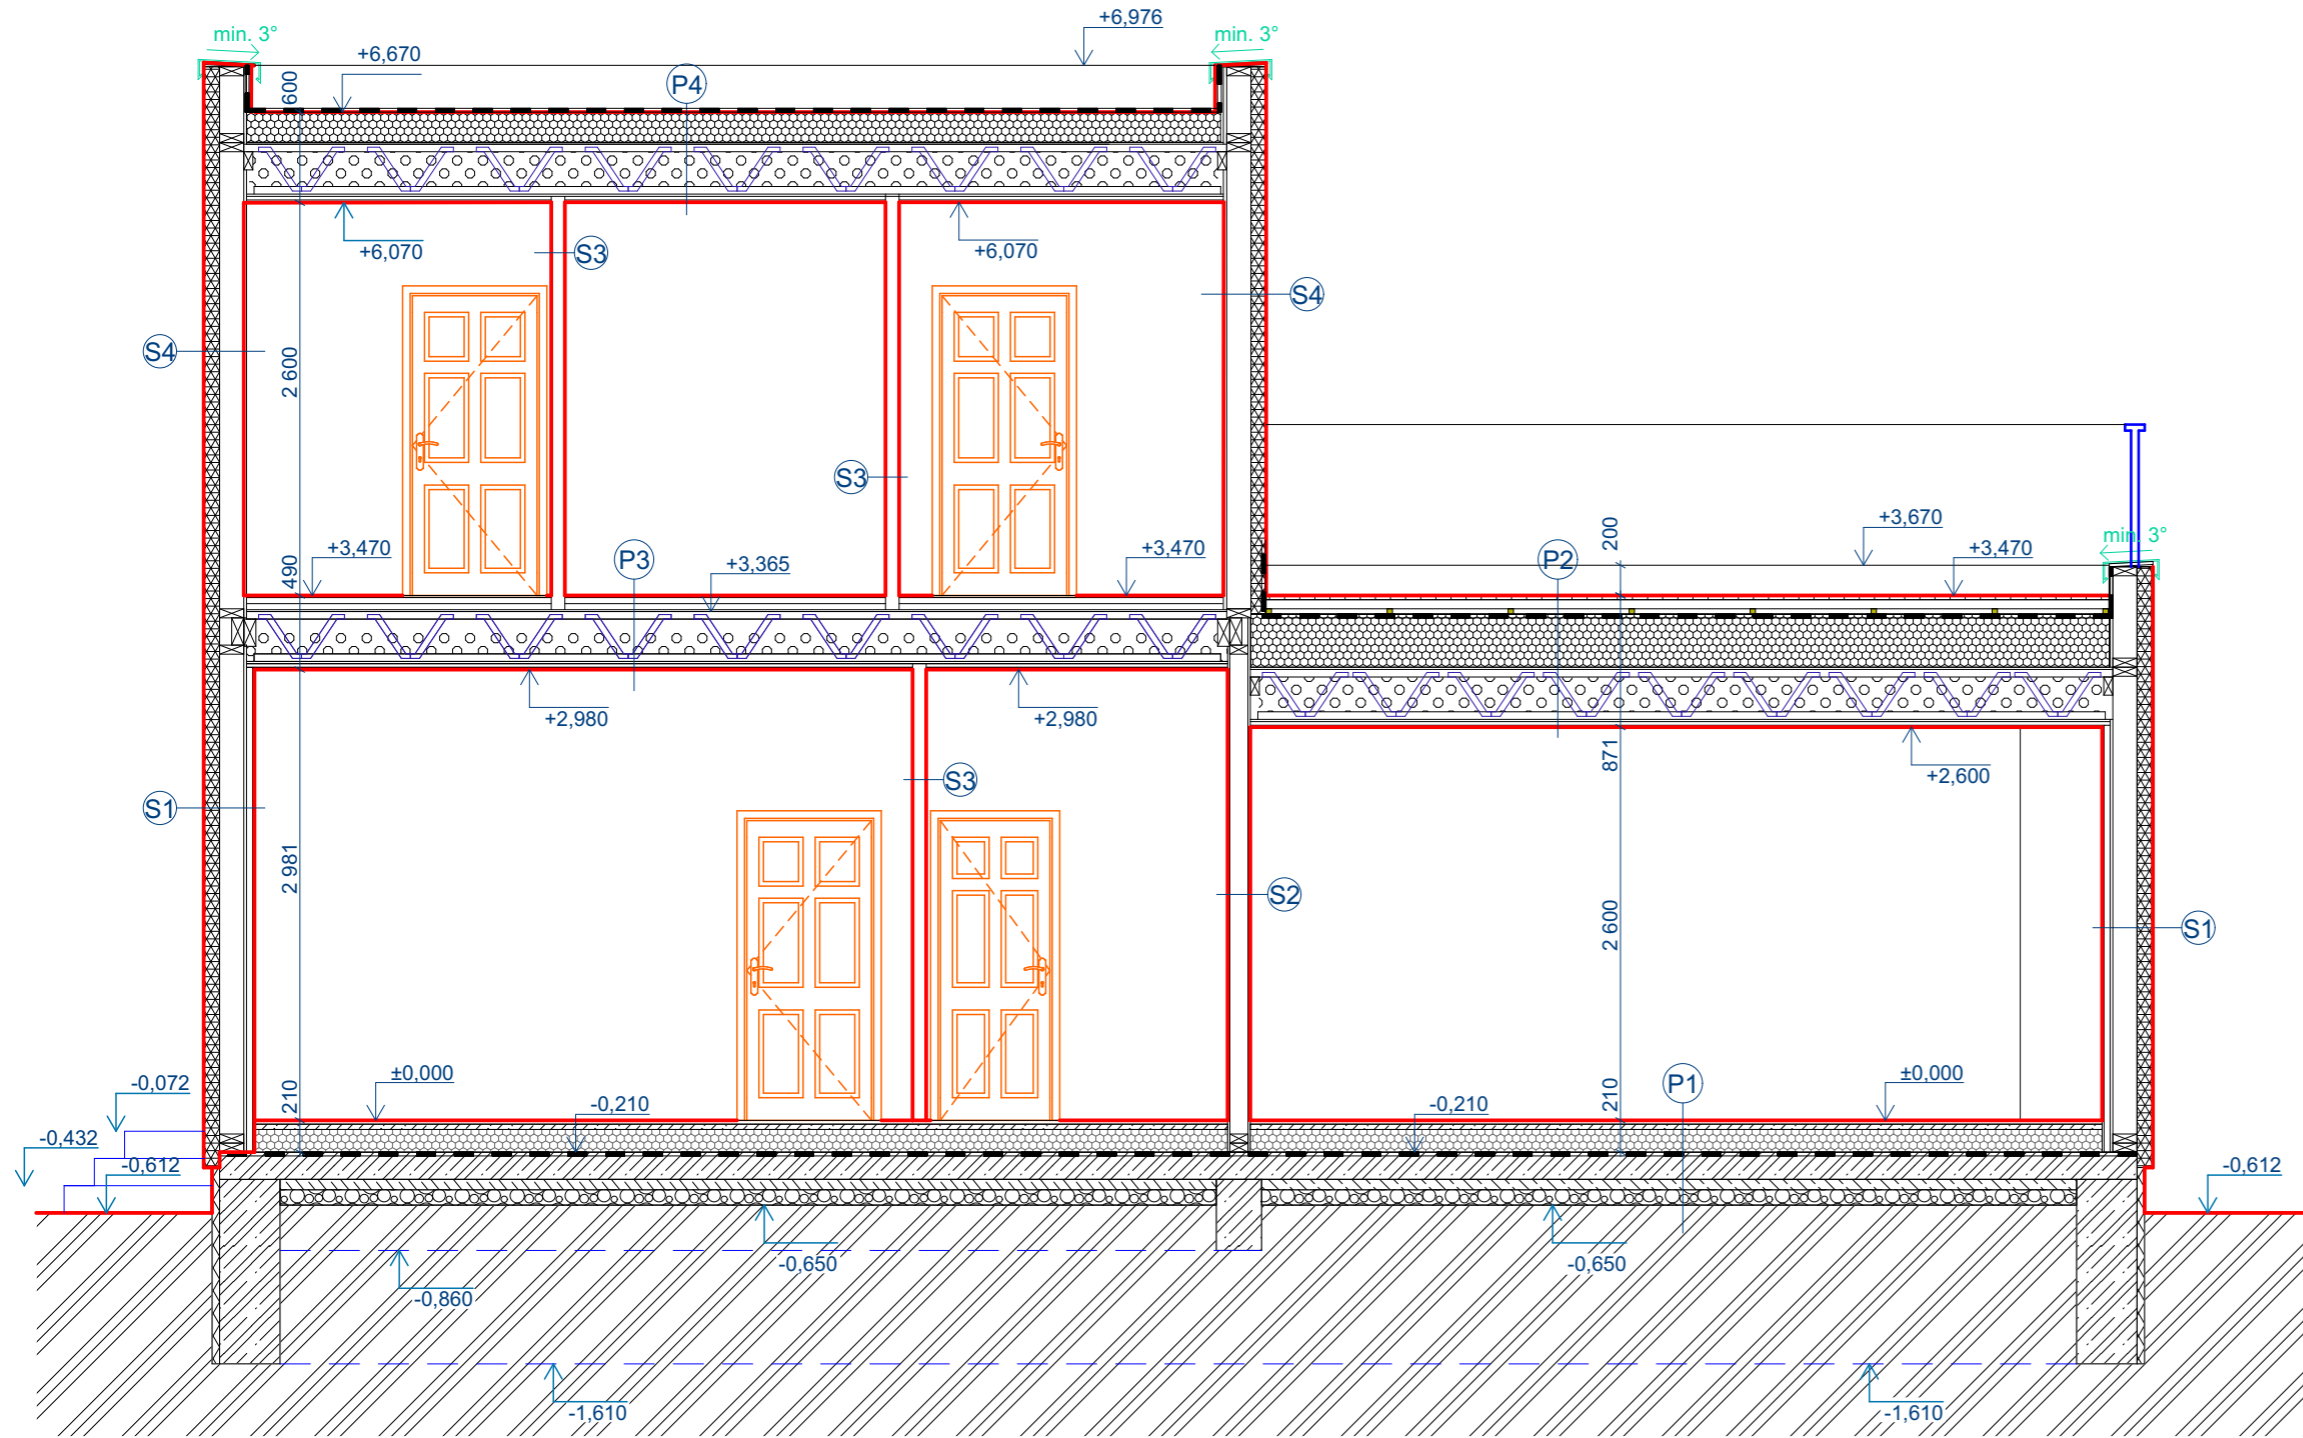 +6,976
min. 3°
min. 3°
+6,670
600
P4
+6,070
+6,070
S3
S4
S4
2 600
S3
+3,670
200
min. 3°
+3,470
+3,470
+3,470
P3
P2
+3,365
490
+2,980
+2,980
871
+2,600
S3
S1
2 981
S2
2 600
S1
±0,000
±0,000
P1
-0,072
210
-0,210
-0,210
210
-0,432
-0,612
-0,612
-0,650
-0,650
-0,860
-1,610
-1,610